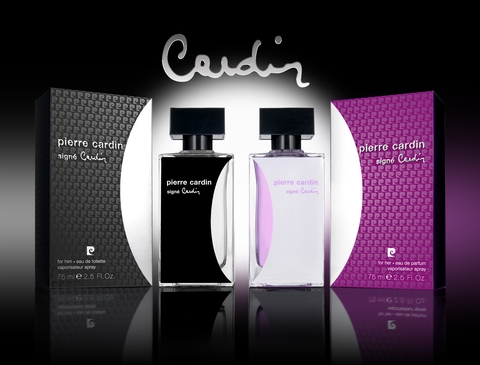 Cardin
pierre cardin
signé Cardin
for him • eau de toilette
vaporisateur spray
75 ml ℮ 2.5 Fl.Oz
pierre cardin
signé Cardin
pierre cardin
signé Cardin
pierre cardin
signé Cardin
for her • eau de parfum
vaporisateur spray
75 ml ℮ 2.5 Fl.Oz